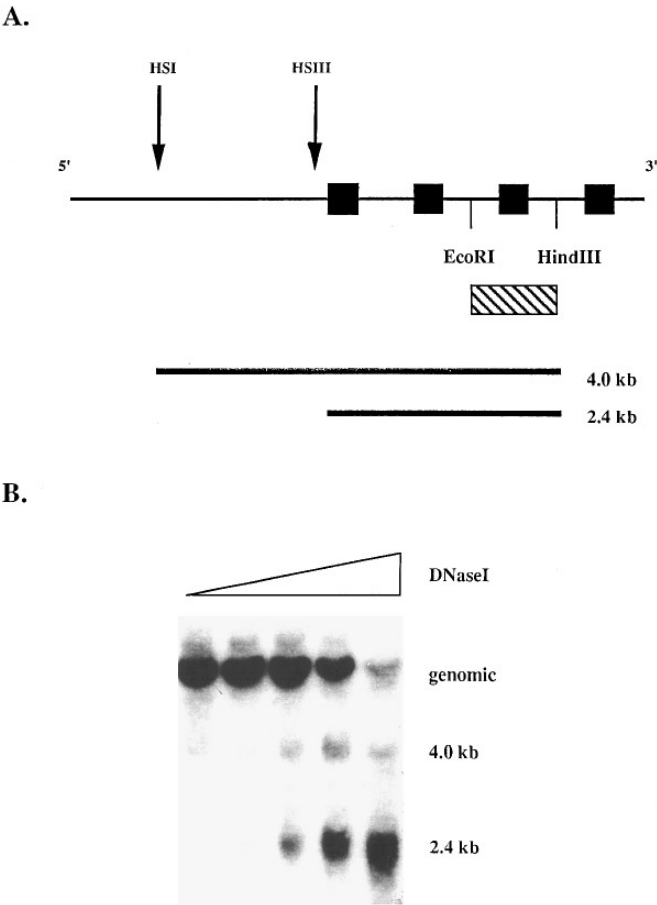 A.
HSI HSIII
5' 3'
EcoRI HindIII
4.0 kb
2.4 kb
B.
DNaseI
genomic
4.0 kb
2.4 kb